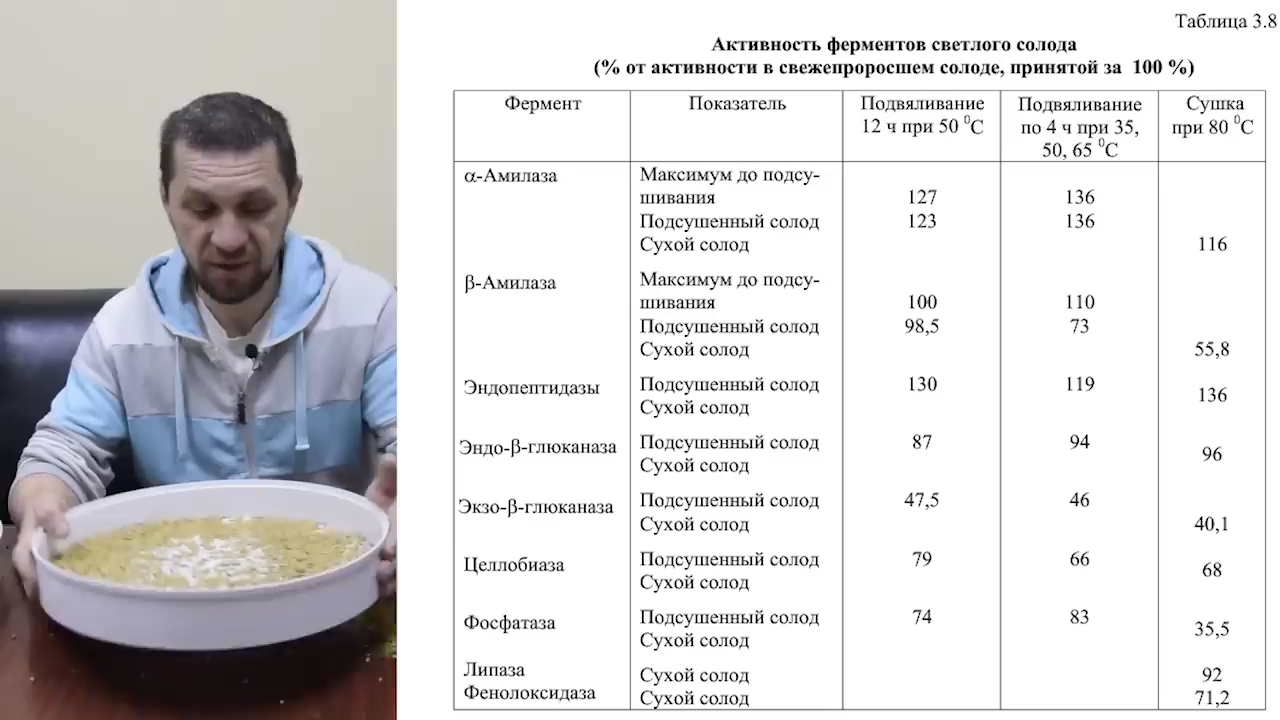 Таблица 3.8
Активность ферментов светлого солода
(% от активности в свежепроросшем солоде, принятой за 100 %)
Фермент Показатель Подвяливание 12 ч при 50 ⁰С Подвяливание по 4 ч при 35, 50, 65 ⁰С Сушка при 80 ⁰С
α-Амилаза Максимум до подсу-
шивания 127 136
Подсушенный солод 123 136
Сухой солод 116
β-Амилаза Максимум до подсу-
шивания 100 110
Подсушенный солод 98,5 73
Сухой солод 55,8
Эндопептидазы Подсушенный солод 130 119
Сухой солод 136
Эндо-β-глюканаза Подсушенный солод 87 94
Сухой солод 96
Экзо-β-глюканаза Подсушенный солод 47,5 46
Сухой солод 40,1
Целлобиаза Подсушенный солод 79 66
Сухой солод 68
Фосфатаза Подсушенный солод 74 83
Сухой солод 35,5
Липаза Сухой солод 92
Фенолоксидаза Сухой солод 71,2